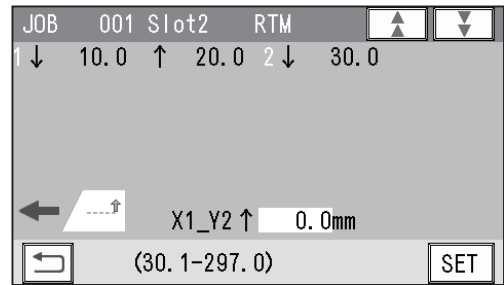 JOB 001 Slot2 RTM
1↓ 10.0 ↑ 20.0 2↓ 30.0
X1_Y2↑ 0.0mm
(30.1-297.0) SET